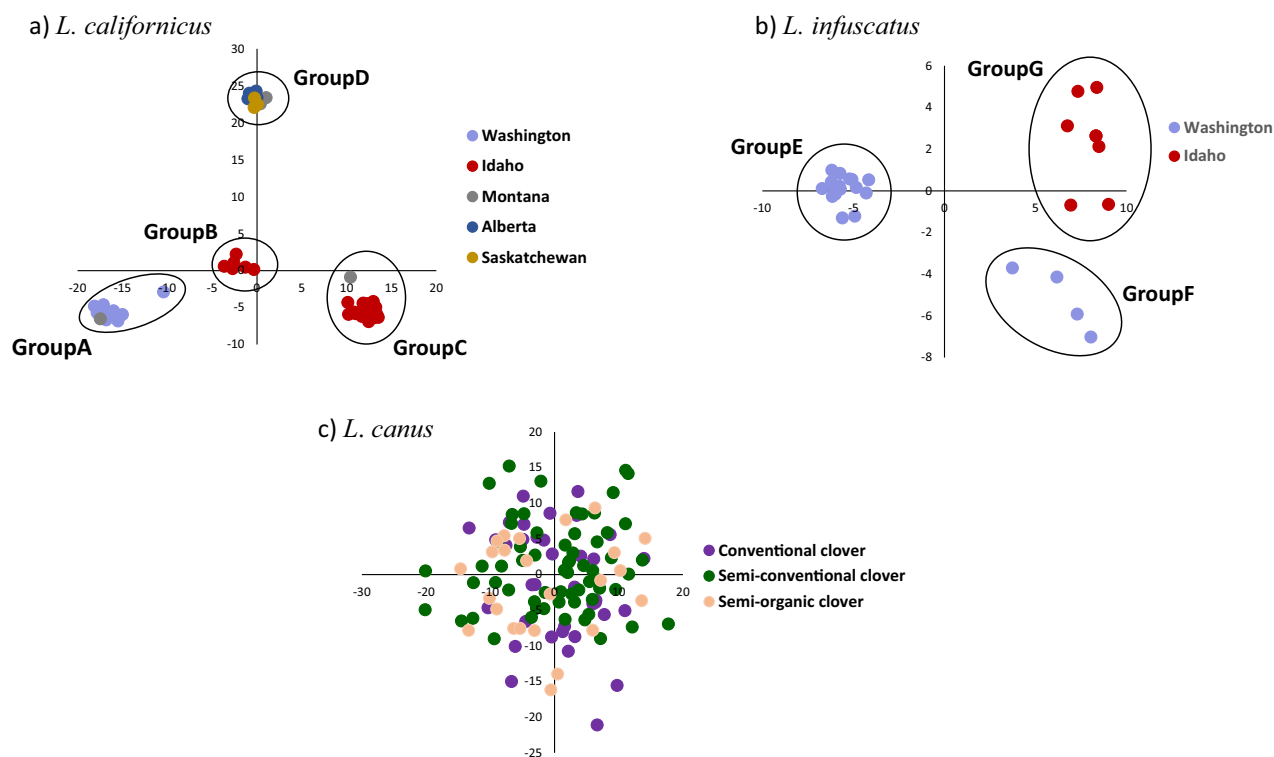 a) L. californicus
30
25
20
15
10
5
0
-5
-10
-20
-15
-10
-5
0
5
10
15
20
GroupD
GroupB
GroupA
GroupC
Washington
Idaho
Montana
Alberta
Saskatchewan
b) L. infuscatus
6
4
2
0
-2
-4
-6
-8
-10
-5
0
5
10
GroupG
GroupE
GroupF
Washington
Idaho
c) L. canus
20
15
10
5
0
-5
-10
-15
-20
-25
-30
-20
-10
0
10
20
Conventional clover
Semi-conventional clover
Semi-organic clover